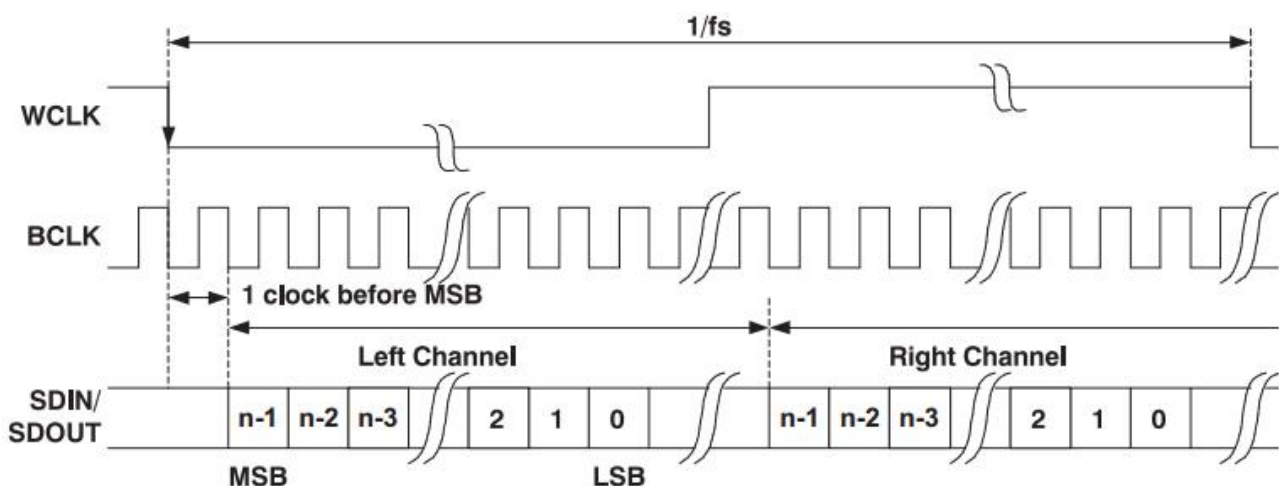 1/fs
WCLK
BCLK
1 clock before MSB
Left Channel
Right Channel
SDIN/
SDOUT
n-1 n-2 n-3 2 1 0 n-1 n-2 n-3 2 1 0
MSB LSB